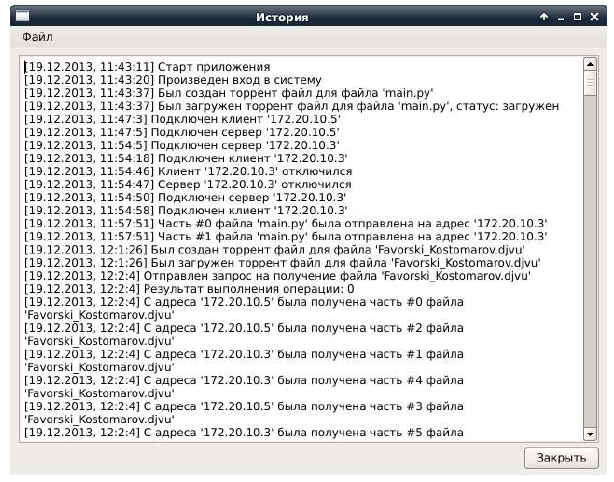 История
Файл
[19.12.2013, 11:43:11] Старт приложения
[19.12.2013, 11:43:20] Произведен вход в систему
[19.12.2013, 11:43:37] Был создан торрент файл для файла 'main.py'
[19.12.2013, 11:43:37] Был загружен торрент файл для файла 'main.py', статус: загружен
[19.12.2013, 11:47:3] Подключен клиент '172.20.10.5'
[19.12.2013, 11:47:5] Подключен сервер '172.20.10.5'
[19.12.2013, 11:54:5] Подключен сервер '172.20.10.3'
[19.12.2013, 11:54:18] Подключен клиент '172.20.10.3'
[19.12.2013, 11:54:46] Клиент '172.20.10.3' отключился
[19.12.2013, 11:54:47] Сервер '172.20.10.3' отключился
[19.12.2013, 11:54:50] Подключен сервер '172.20.10.3'
[19.12.2013, 11:54:58] Подключен клиент '172.20.10.3'
[19.12.2013, 11:57:51] Часть #0 файла 'main.py' была отправлена на адрес '172.20.10.3'
[19.12.2013, 11:57:51] Часть #1 файла 'main.py' была отправлена на адрес '172.20.10.3'
[19.12.2013, 12:1:26] Был создан торрент файл для файла 'Favorski_Kostomarov.djvu'
[19.12.2013, 12:1:26] Был загружен торрент файл для файла 'Favorski_Kostomarov.djvu'
[19.12.2013, 12:2:4] Отправлен запрос на получение файла 'Favorski_Kostomarov.djvu'
[19.12.2013, 12:2:4] Результат выполнения операции: 0
[19.12.2013, 12:2:4] С адреса '172.20.10.5' была получена часть #0 файла
'Favorski_Kostomarov.djvu'
[19.12.2013, 12:2:4] С адреса '172.20.10.5' была получена часть #2 файла
'Favorski_Kostomarov.djvu'
[19.12.2013, 12:2:4] С адреса '172.20.10.3' была получена часть #1 файла
'Favorski_Kostomarov.djvu'
[19.12.2013, 12:2:4] С адреса '172.20.10.3' была получена часть #4 файла
'Favorski_Kostomarov.djvu'
[19.12.2013, 12:2:4] С адреса '172.20.10.5' была получена часть #3 файла
'Favorski_Kostomarov.djvu'
[19.12.2013, 12:2:4] С адреса '172.20.10.3' была получена часть #5 файла
Закрыть